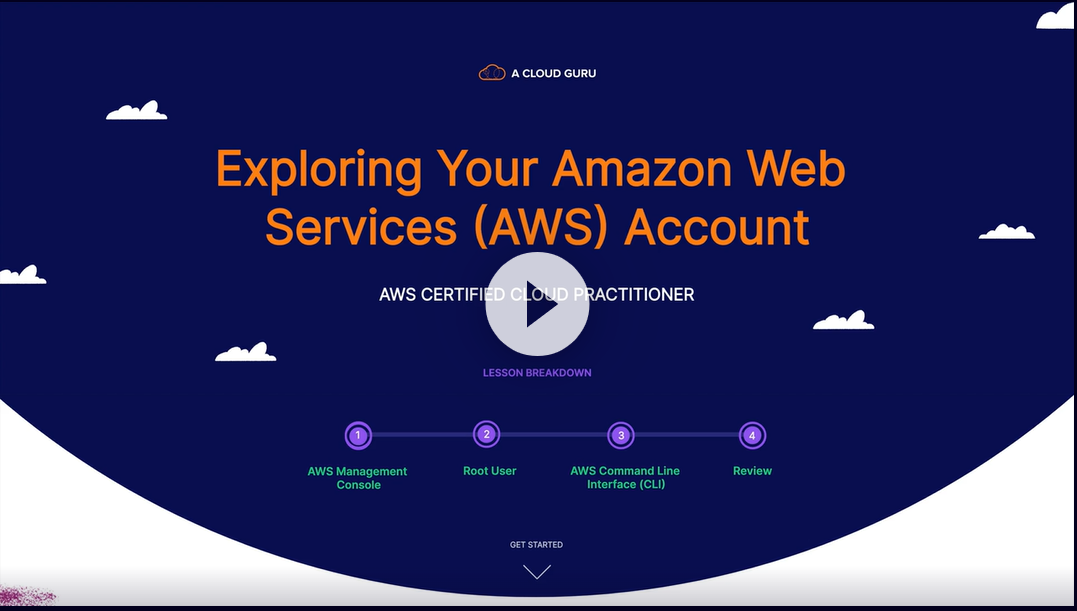 A CLOUD GURU
Exploring Your Amazon Web
Services (AWS) Account
AWS CERTIFIED CLOUD PRACTITIONER
LESSON BREAKDOWN
1
2
3
4
AWS Management
Console
Root User
AWS Command Line
Interface (CLI)
Review
GET STARTED